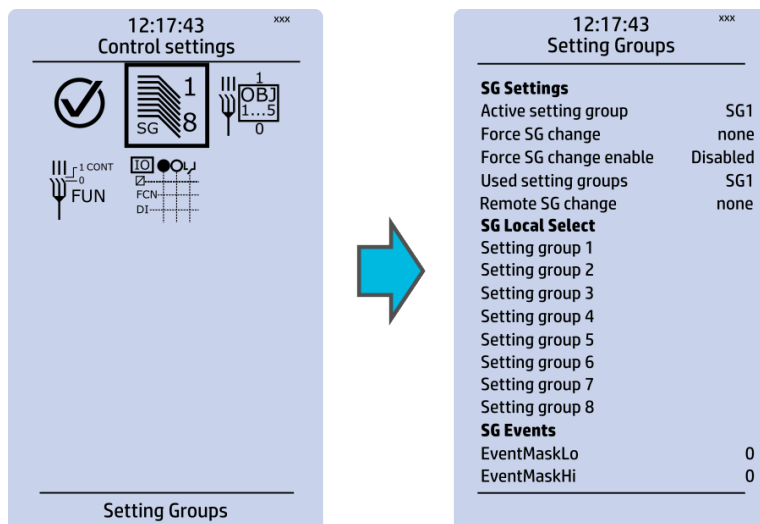 12:17:43 xxx
Control settings
1
SG 8
1
OBJ
1...5
0
1 CONT
0
FUN
IO
FCN
DI
Setting Groups
12:17:43 xxx
Setting Groups
SG Settings
Active setting group SG1
Force SG change none
Force SG change enable Disabled
Used setting groups SG1
Remote SG change none
SG Local Select
Setting group 1
Setting group 2
Setting group 3
Setting group 4
Setting group 5
Setting group 6
Setting group 7
Setting group 8
SG Events
EventMaskLo 0
EventMaskHi 0